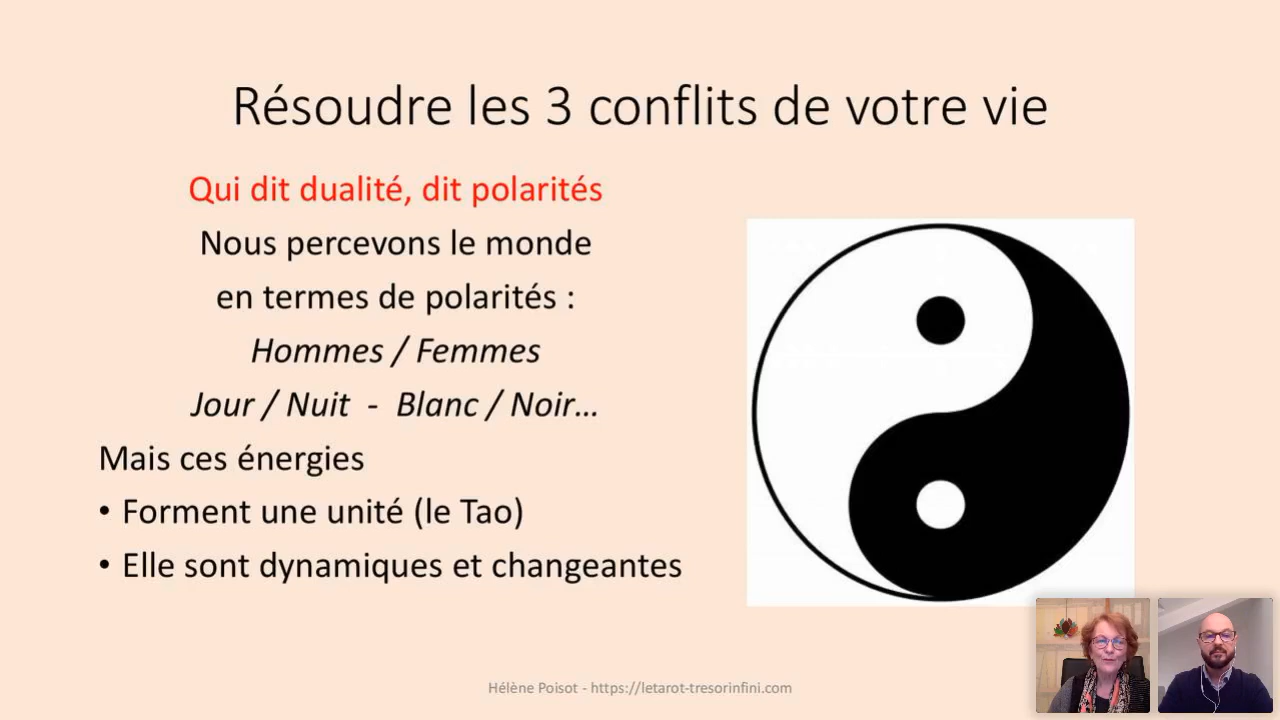 Résoudre les 3 conflits de votre vie
Qui dit dualité, dit polarités
Nous percevons le monde
en termes de polarités :
Hommes / Femmes
Jour / Nuit - Blanc / Noir...
Mais ces énergies
• Forment une unité (le Tao)
• Elle sont dynamiques et changeantes
Hélène Poisot - https://letarot-tresorinfini.com